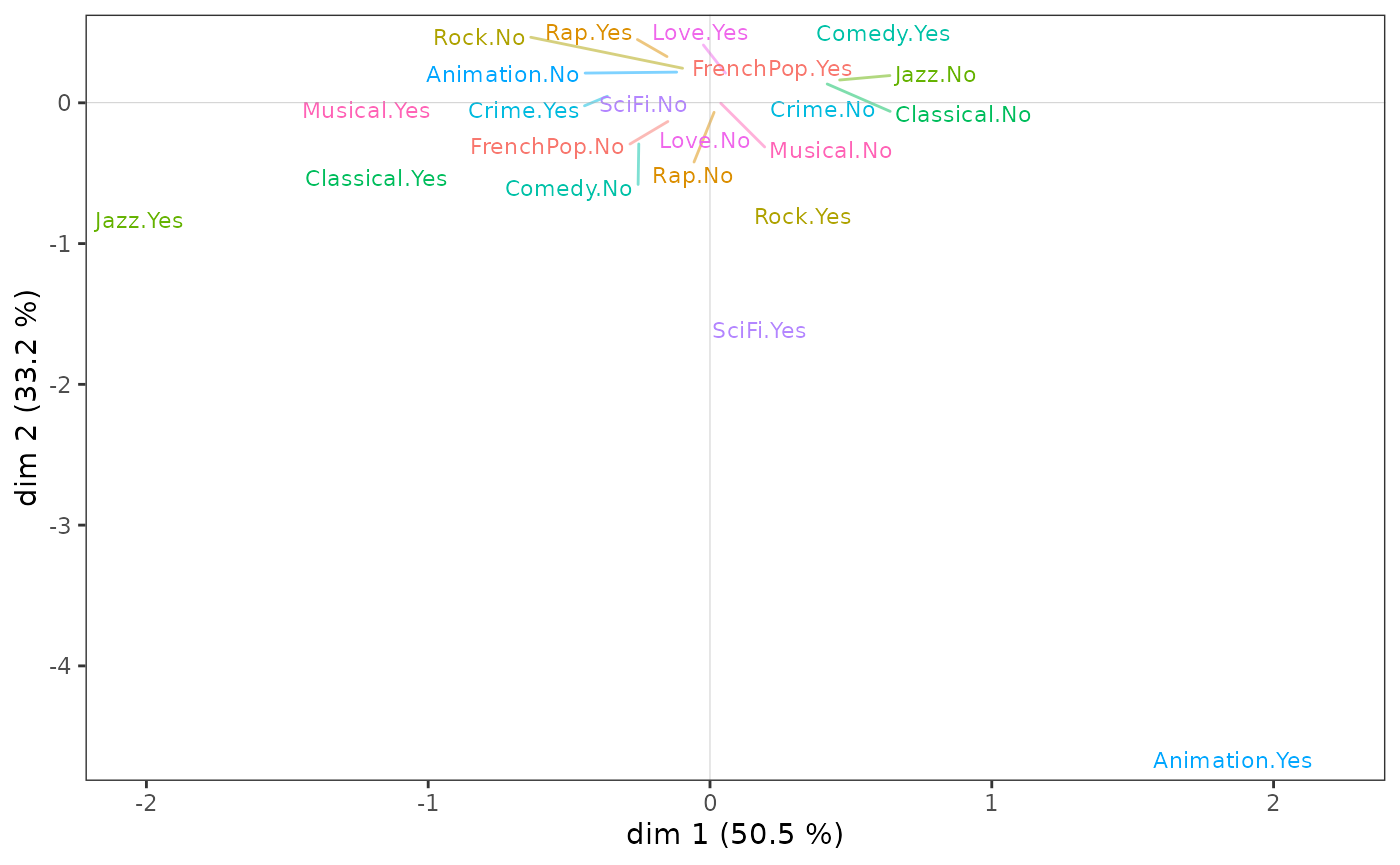 Rap.Yes
Love.Yes
Comedy.Yes
Rock.No
FrenchPop.Yes
Animation.No
Jazz.No
0
SciFi.No
Musical.Yes
Crime.Yes
Crime.No
Classical.No
Love.No
FrenchPop.No
Musical.No
Rap.No
Classical.Yes
Comedy.No
Rock.Yes
Jazz.Yes
-1
SciFi.Yes
-2
-3
-4
Animation.Yes
dim 2 (33.2 %)
-2
-1
0
1
2
dim 1 (50.5 %)